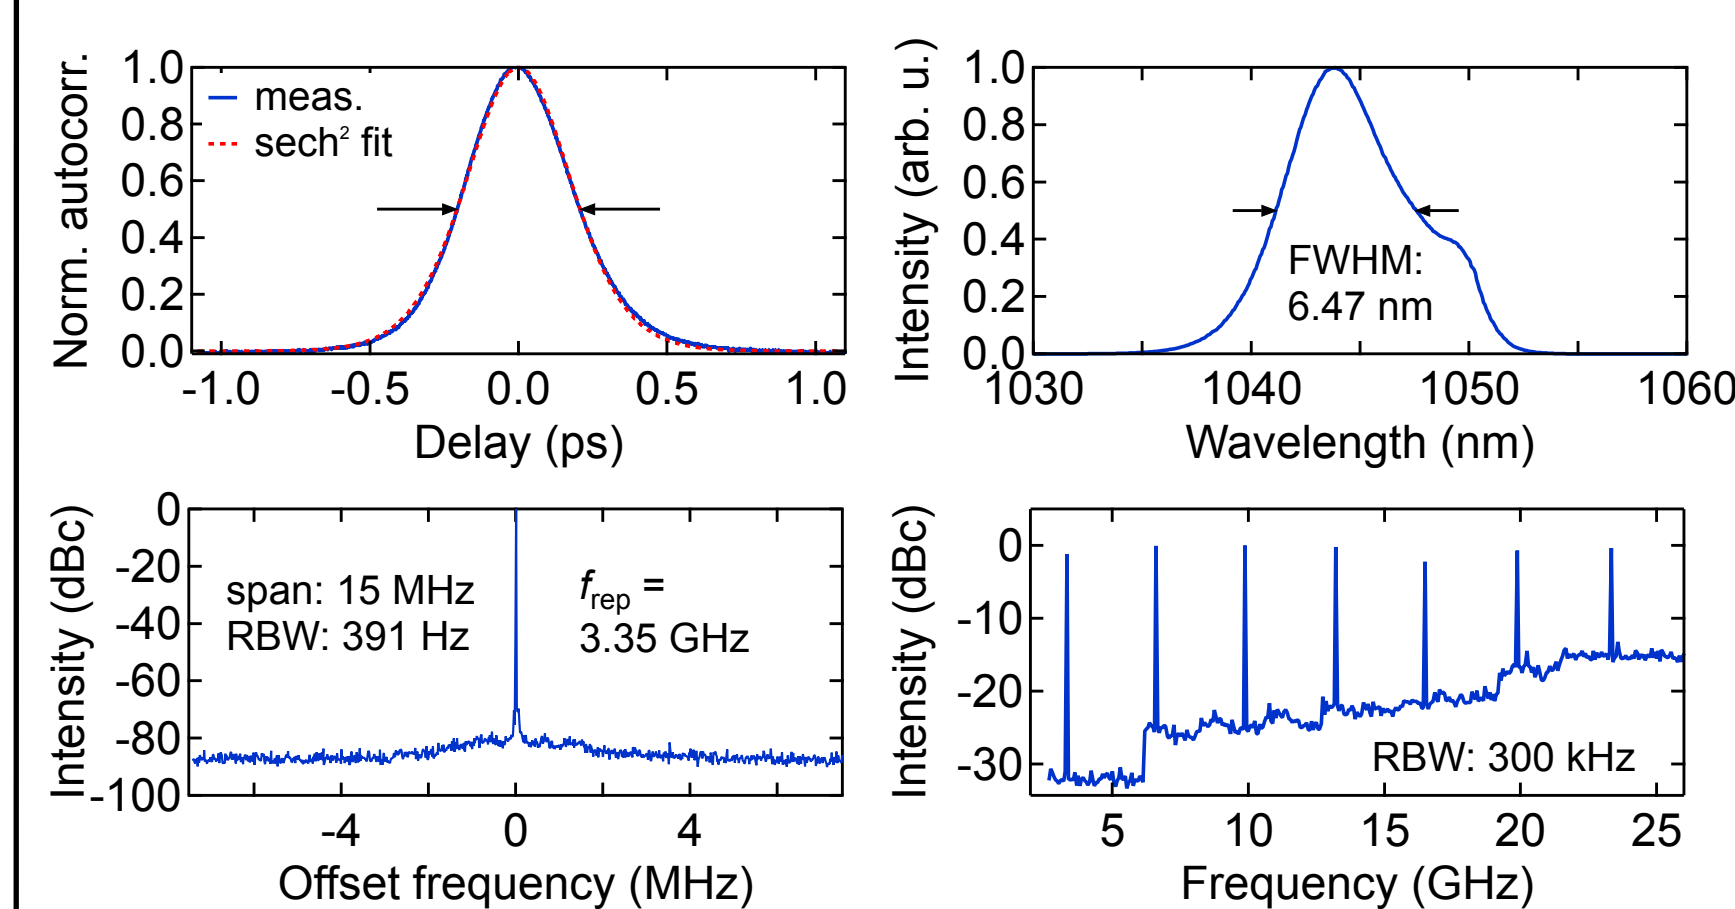 Norm. autocorr.
1.0
0.8
0.6
0.4
0.2
0.0
meas.
sech² fit
-1.0 -0.5 0.0 0.5 1.0
Delay (ps)
Intensity (arb. u.)
1.0
0.8
0.6
0.4
0.2
0.0
FWHM:
6.47 nm
1030 1040 1050 1060
Wavelength (nm)
Intensity (dBc)
0
-20
-40
-60
-80
-100
span: 15 MHz
RBW: 391 Hz
frep =
3.35 GHz
-4 0 4
Offset frequency (MHz)
Intensity (dBc)
0
-10
-20
-30
RBW: 300 kHz
5 10 15 20 25
Frequency (GHz)